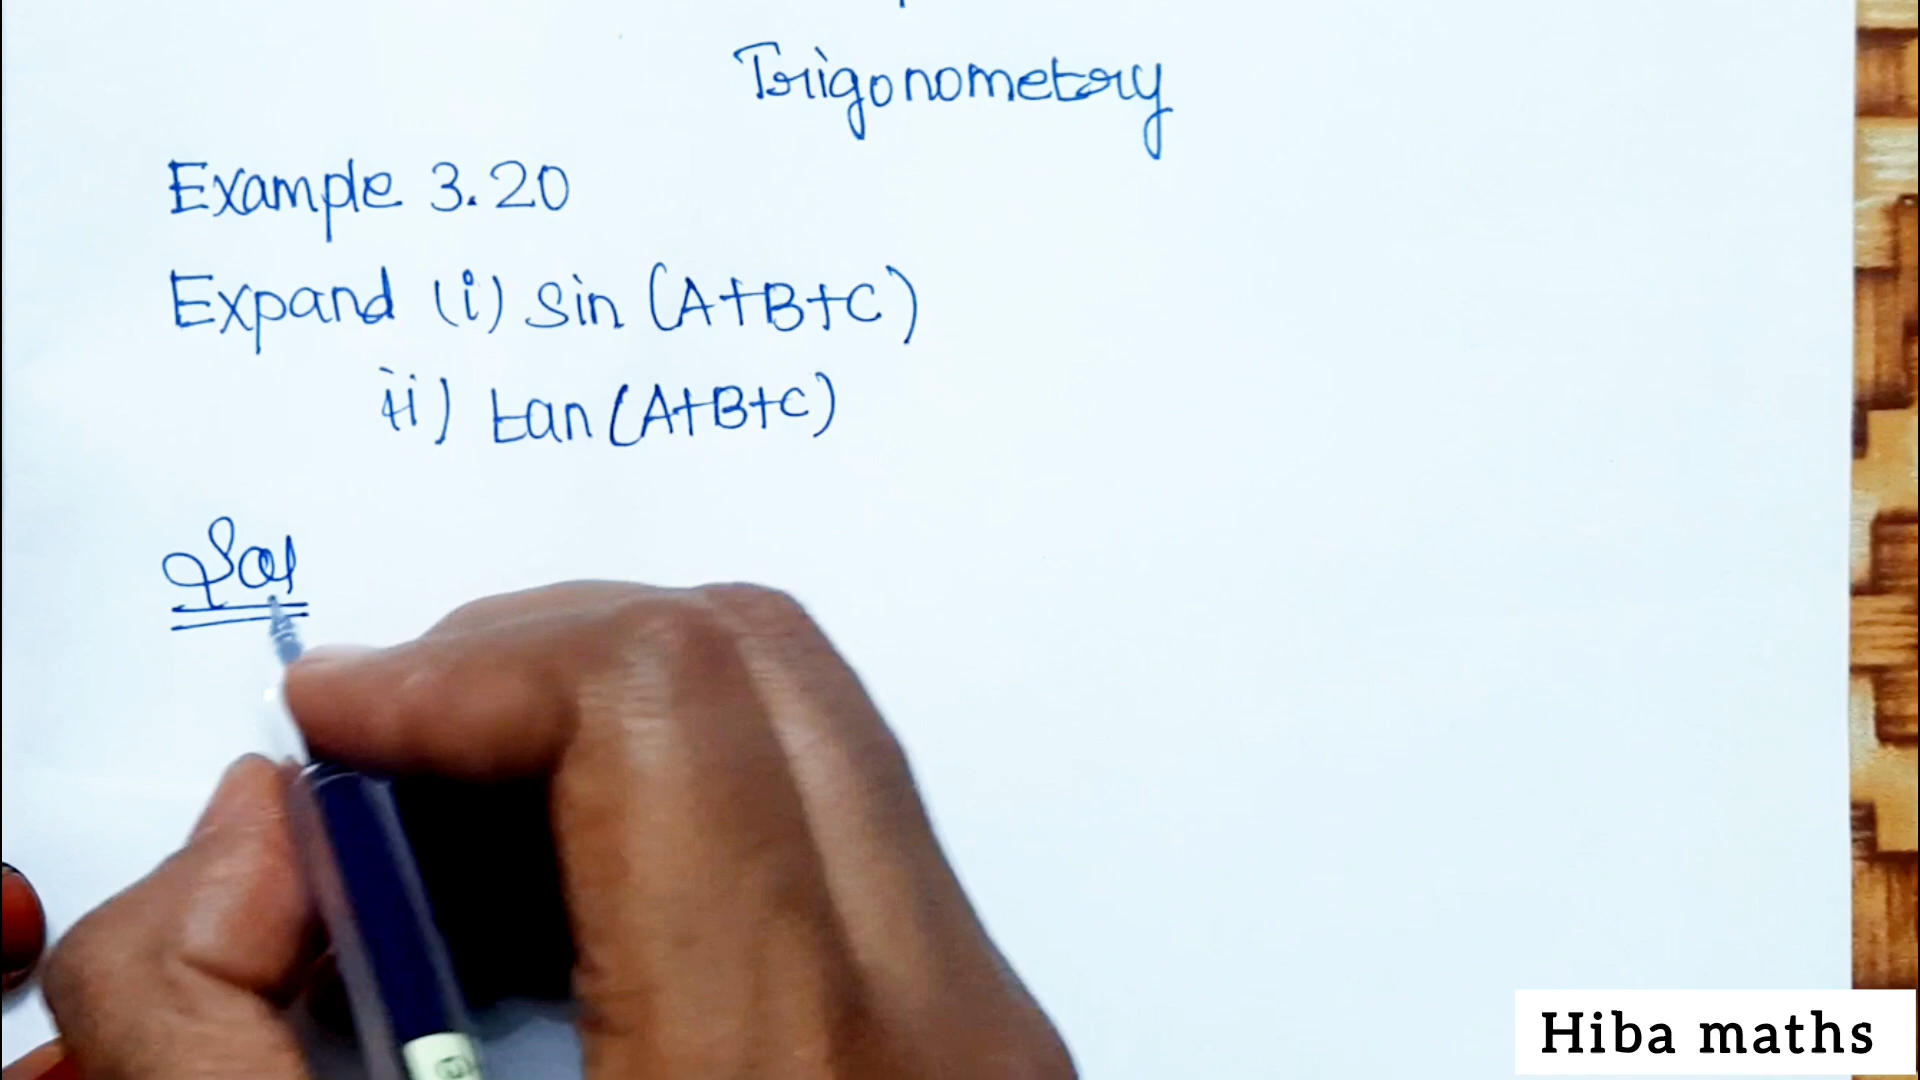 Trigonometry
Example 3.20
Expand (i) Sin (A+B+C)
ii) tan (A+B+C)
Sol
Hiba maths